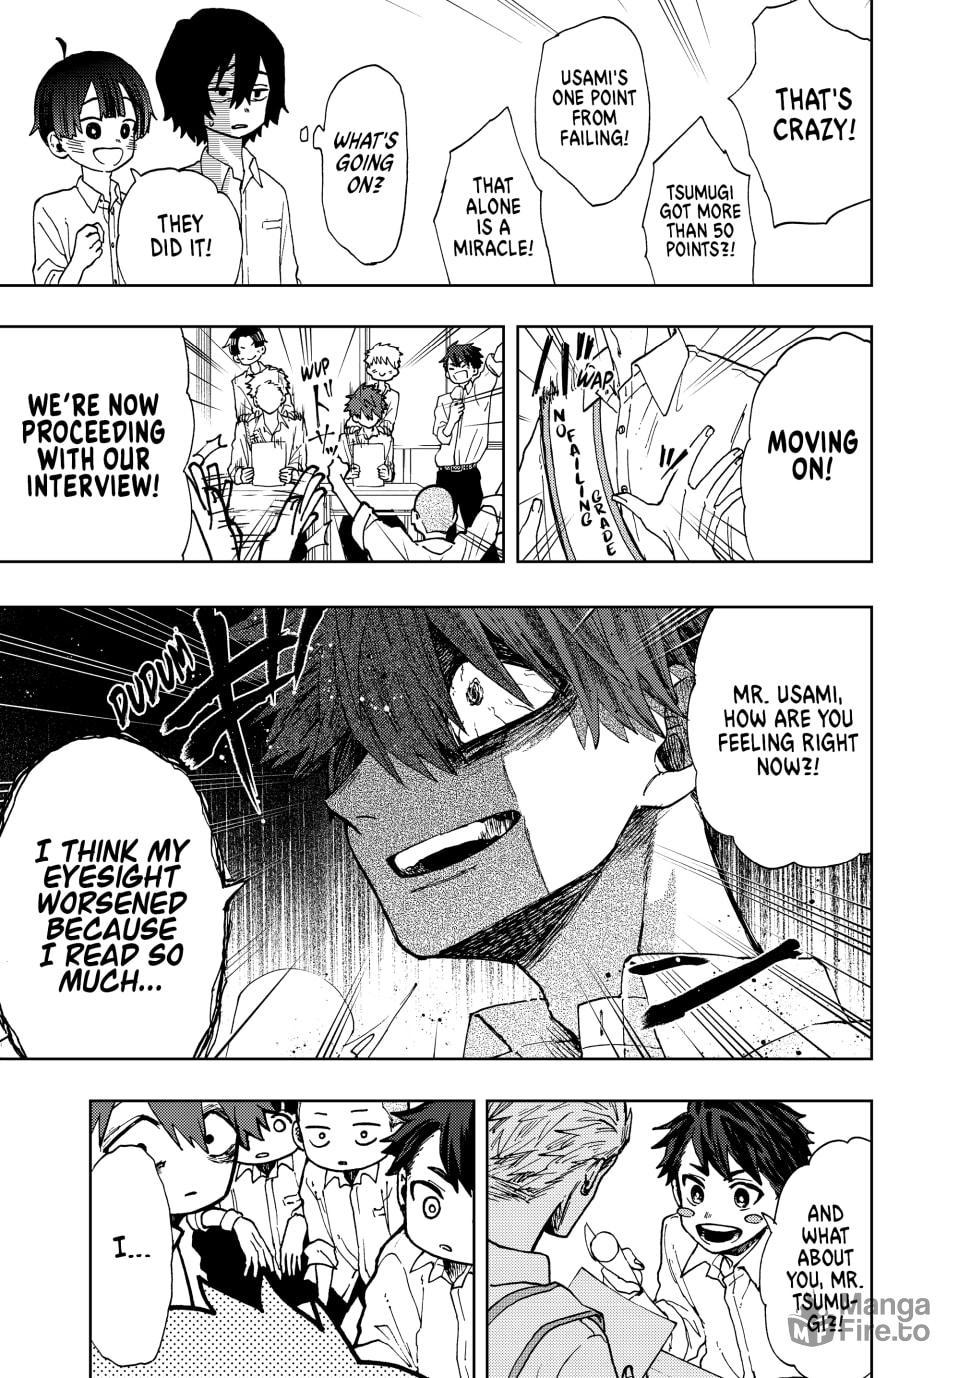 THAT'S
CRAZY!
USAMI'S
ONE POINT
FROM
FAILING!
TSUMUGI
GOT MORE
THAN 50
POINTS?!
THAT
ALONE
IS A
MIRACLE!
WHAT'S
GOING
ON?
THEY
DID IT!
MOVING
ON!
WAP
NO
FAILING
GRADE
WUP
ドサッ
WE'RE NOW
PROCEEDING
WITH OUR
INTERVIEW!
MR. USAMI,
HOW ARE YOU
FEELING RIGHT
NOW?!
DUDUM!
I THINK MY
EYESIGHT
WORSENED
BECAUSE
I READ SO
MUCH...
AND
WHAT
ABOUT
YOU, MR.
TSUMU-
GI?!
I...
Manga
Fire.to